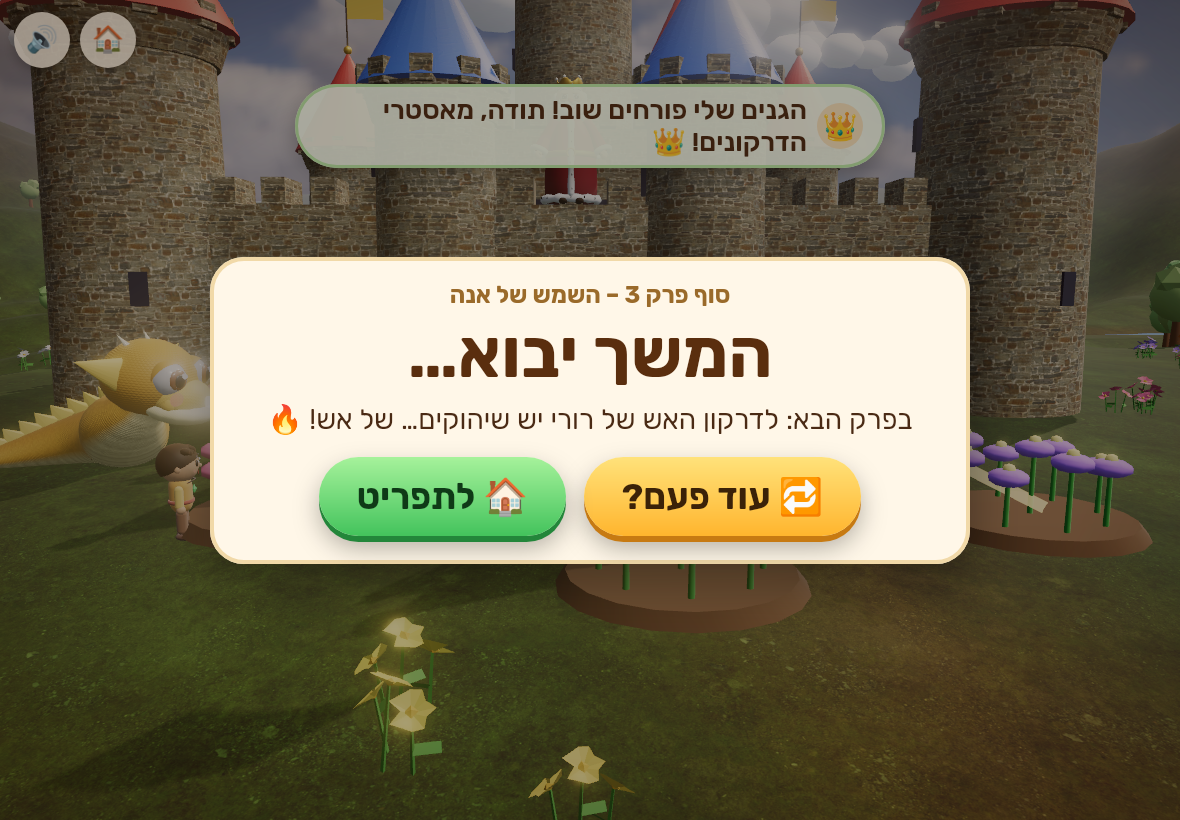 הגנים שלי פורחים שוב! תודה, מאסטרי
הדרקונים! 👑
סוף פרק 3 – השמש של אנה
המשך יבוא...
בפרק הבא: לדרקון האש של רורי יש שיהוקים... של אש! 🔥
🔁 עוד פעם?
🏠 לתפריט